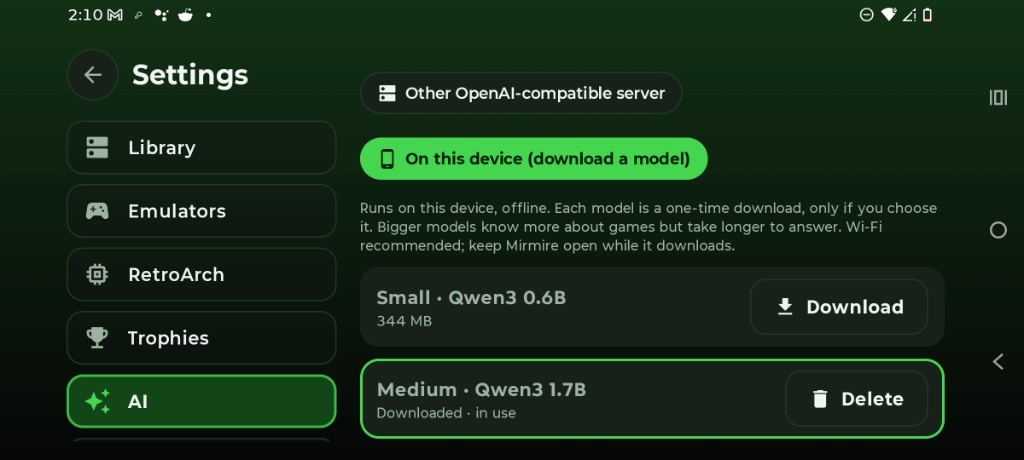 2:10
Settings
Library
Emulators
RetroArch
Trophies
AI
Other OpenAI-compatible server
On this device (download a model)
Runs on this device, offline. Each model is a one-time download, only if you choose
it. Bigger models know more about games but take longer to answer. Wi-Fi
recommended; keep Mirmire open while it downloads.
Small · Qwen3 0.6B
344 MB
Download
Medium · Qwen3 1.7B
Downloaded · in use
Delete